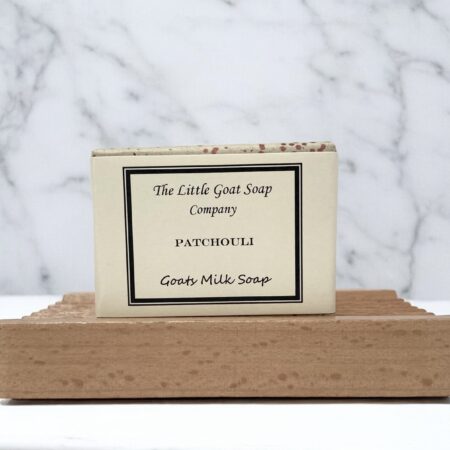 The Little Goat Soap
Company
PATCHOULI
Goats Milk Soap